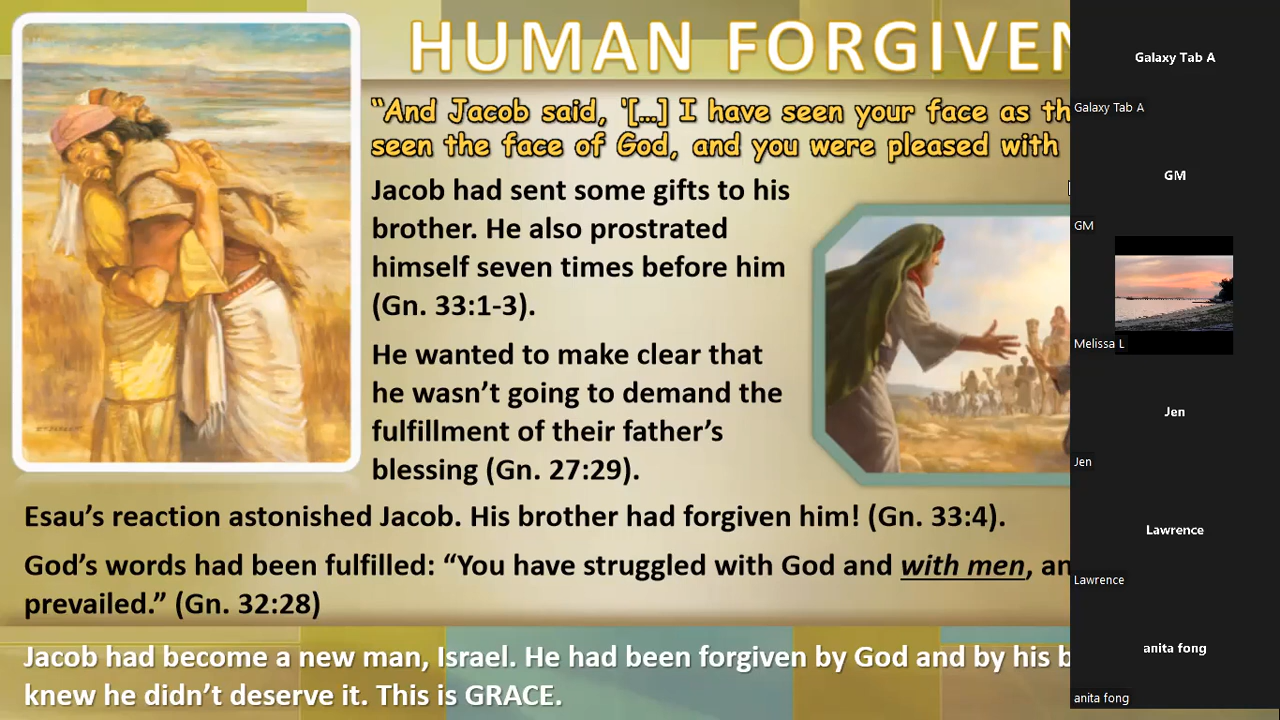 HUMAN FORGIVEN
“And Jacob said, ‘[…] I have seen your face as th
seen the face of God, and you were pleased with
Jacob had sent some gifts to his
brother. He also prostrated
himself seven times before him
(Gn. 33:1-3).
He wanted to make clear that
he wasn’t going to demand the
fulfillment of their father’s
blessing (Gn. 27:29).
Esau’s reaction astonished Jacob. His brother had forgiven him! (Gn. 33:4).
God’s words had been fulfilled: “You have struggled with God and with men, an
prevailed.” (Gn. 32:28)
Jacob had become a new man, Israel. He had been forgiven by God and by his b
knew he didn’t deserve it. This is GRACE.
Galaxy Tab A
Galaxy Tab A
GM
GM
Melissa L
Jen
Jen
Lawrence
Lawrence
anita fong
anita fong